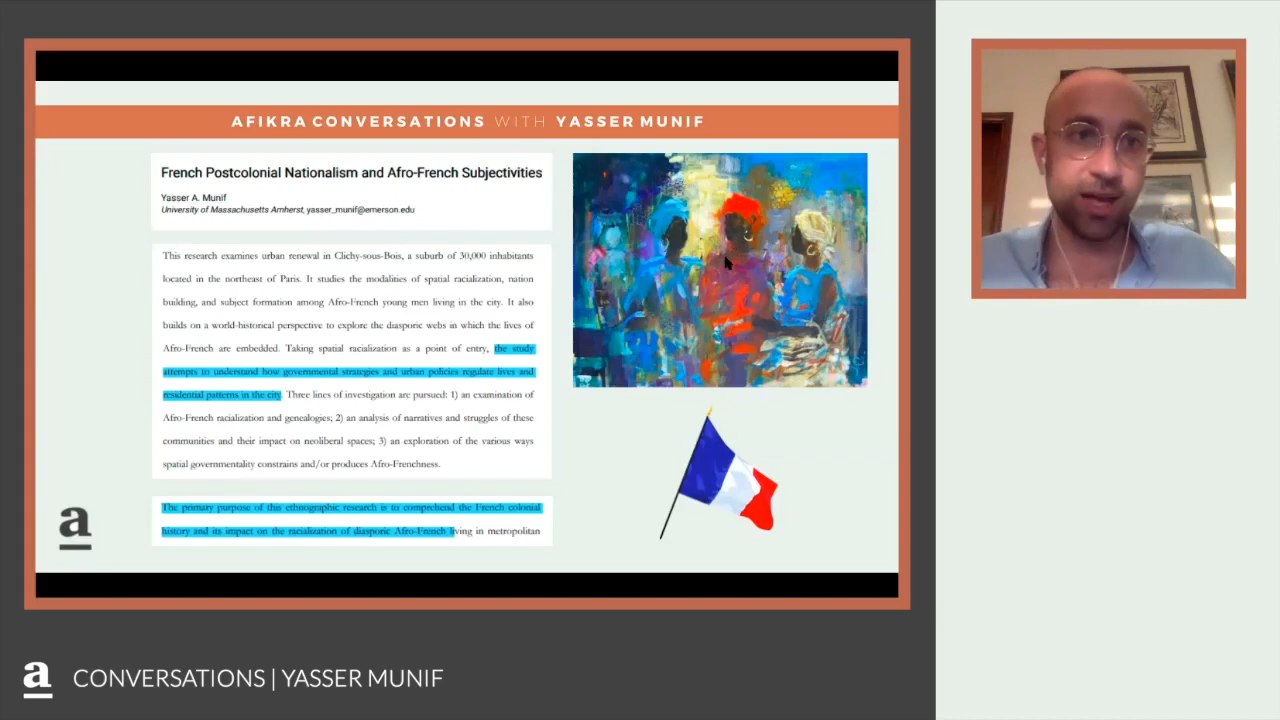 AFIKRA CONVERSATIONS WITH YASSER MUNIF
French Postcolonial Nationalism and Afro-French Subjectivities
Yasser A. Munif
University of Massachusetts Amherst, yasser_munif@emerson.edu
This research examines urban renewal in Clichy-sous-Bois, a suburb of 30,000 inhabitants
located in the northeast of Paris. It studies the modalities of spatial racialization, nation
building, and subject formation among Afro-French young men living in the city. It also
builds on a world-historical perspective to explore the diasporic webs in which the lives of
Afro-French are embedded. Taking spatial racialization as a point of entry, the study
attempts to understand how governmental strategies and urban policies regulate lives and
residential patterns in the city. Three lines of investigation are pursued: 1) an examination of
Afro-French racialization and genealogies; 2) an analysis of narratives and struggles of these
communities and their impact on neoliberal spaces; 3) an exploration of the various ways
spatial governmentality constrains and/or produces Afro-Frenchness.
The primary purpose of this ethnographic research is to comprehend the French colonial
history and its impact on the racialization of diasporic Afro-French living in metropolitan
a
a CONVERSATIONS | YASSER MUNIF